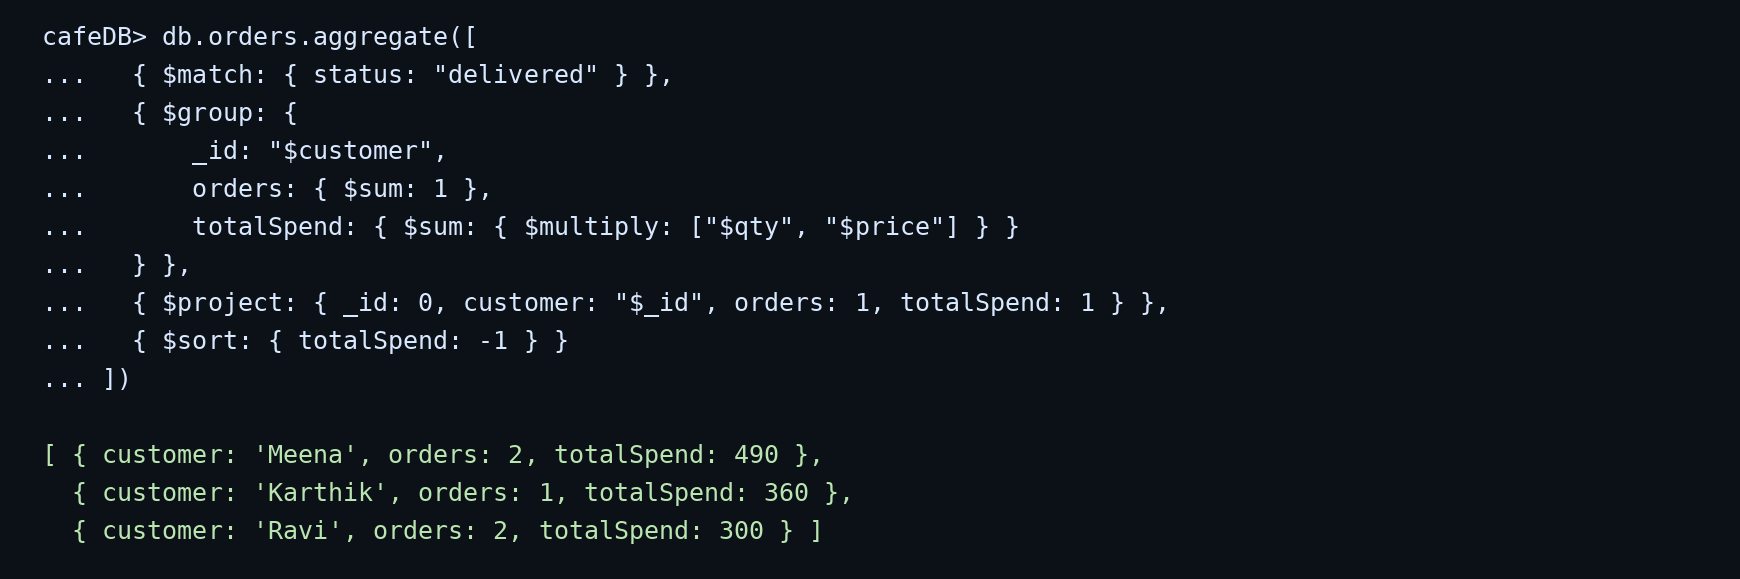 cafeDB> db.orders.aggregate([
...   { $match: { status: "delivered" } },
...   { $group: {
...       _id: "$customer",
...       orders: { $sum: 1 },
...       totalSpend: { $sum: { $multiply: ["$qty", "$price"] } }
...   } },
...   { $project: { _id: 0, customer: "$_id", orders: 1, totalSpend: 1 } },
...   { $sort: { totalSpend: -1 } }
... ])

[ { customer: 'Meena', orders: 2, totalSpend: 490 },
  { customer: 'Karthik', orders: 1, totalSpend: 360 },
  { customer: 'Ravi', orders: 2, totalSpend: 300 } ]